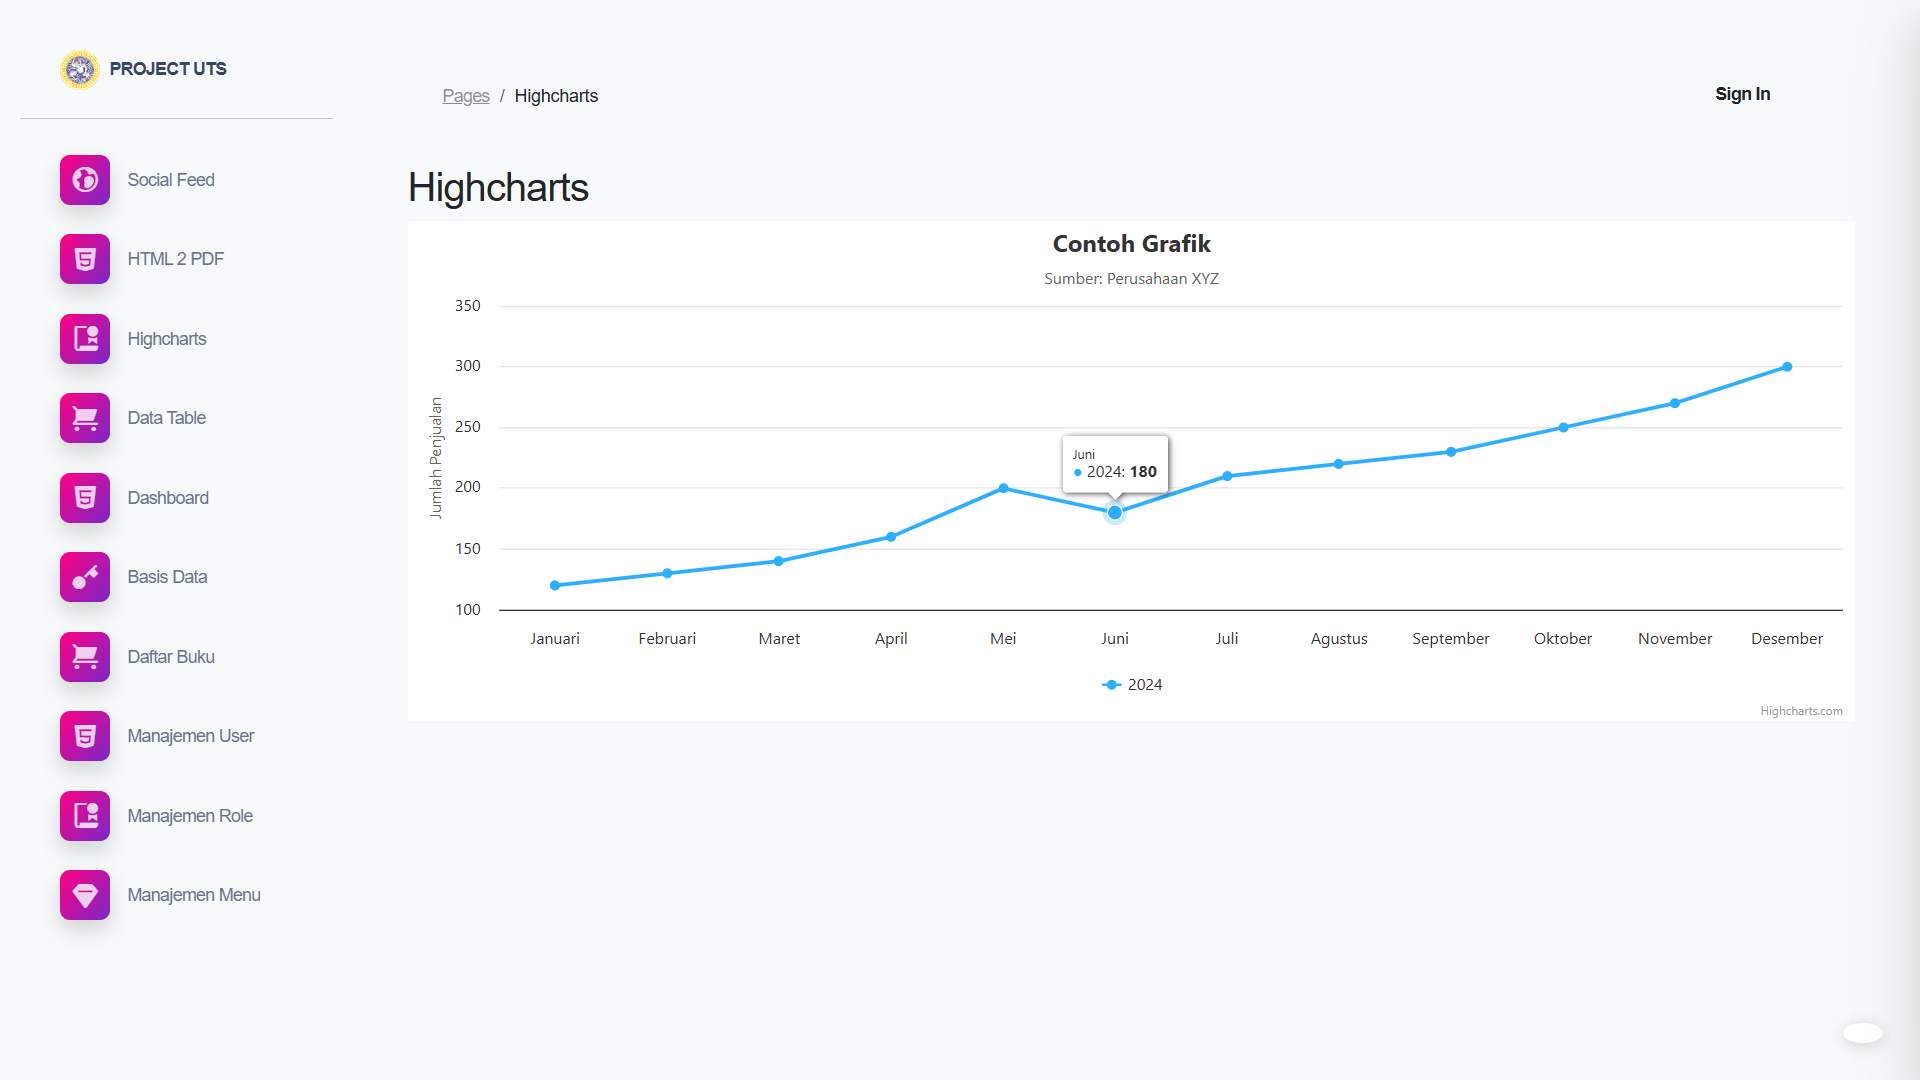 PROJECT UTS
Pages / Highcharts
Sign In
Social Feed
HTML 2 PDF
Highcharts
Data Table
Dashboard
Basis Data
Daftar Buku
Manajemen User
Manajemen Role
Manajemen Menu
Highcharts
Contoh Grafik
Sumber: Perusahaan XYZ
Jumlah Penjualan
350
300
250
200
150
100
Juni
2024: 180
Januari Februari Maret April Mei Juni Juli Agustus September Oktober November Desember
2024
Highcharts.com